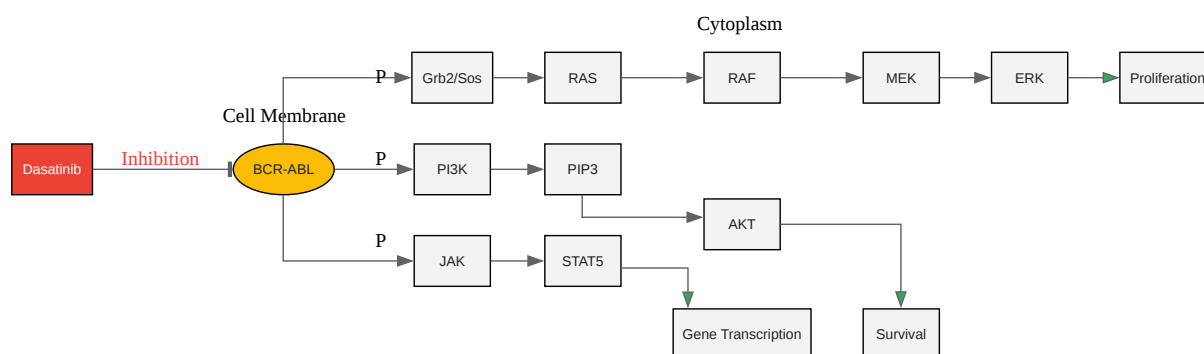 Cytoplasm
P
Grb2/Sos
RAS
RAF
MEK
ERK
Proliferation
Cell Membrane
Dasatinib
Inhibition
BCR-ABL
P
PI3K
PIP3
AKT
P
JAK
STAT5
Gene Transcription
Survival